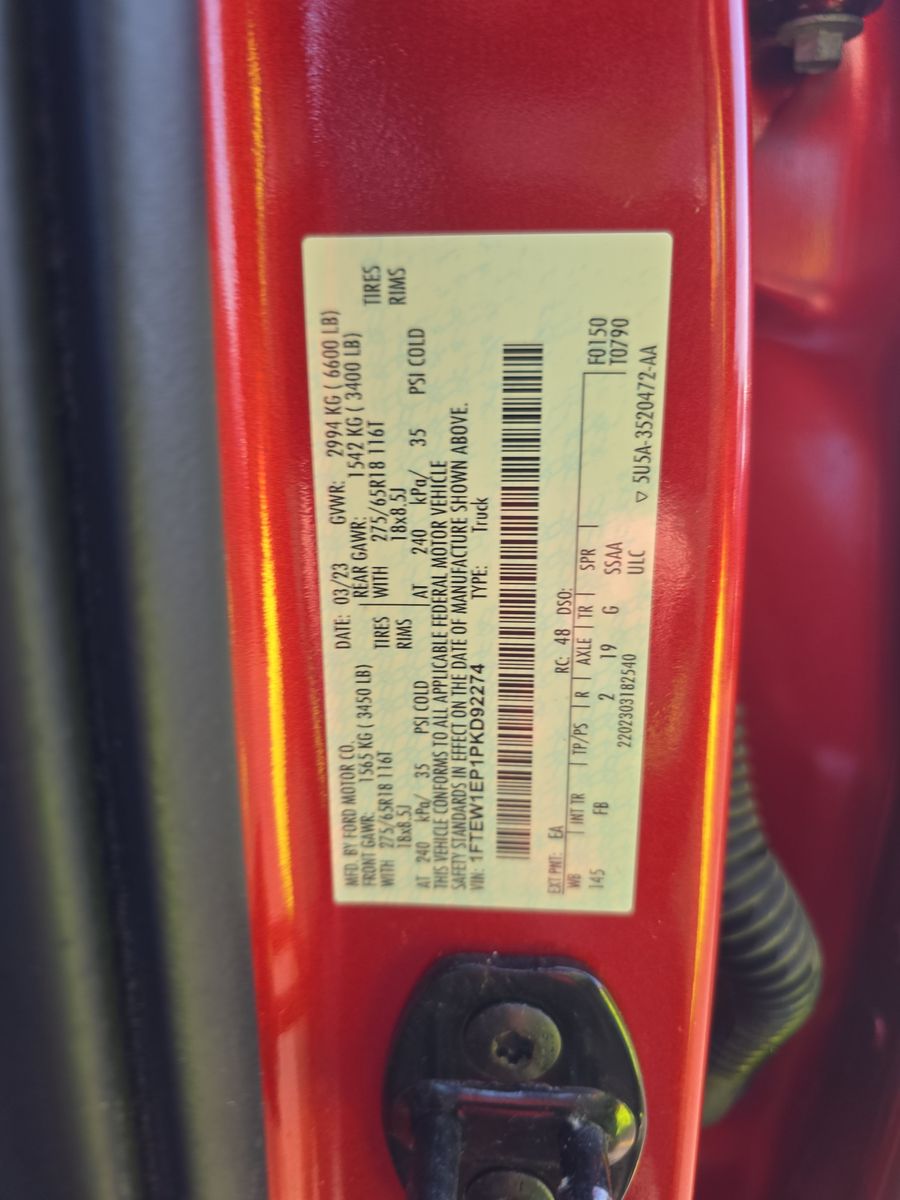 MFD. BY FORD MOTOR CO. DATE: 03/23 GVWR: 2994 KG ( 6600 LB)
FRONT GAWR: 1565 KG ( 3450 LB) REAR GAWR: 1542 KG ( 3400 LB)
WITH 275/65R18 116T TIRES WITH 275/65R18 116T TIRES
18x8.5J RIMS 18x8.5J RIMS
AT 240 kPa/ 35 PSI COLD AT 240 kPa/ 35 PSI COLD
THIS VEHICLE CONFORMS TO ALL APPLICABLE FEDERAL MOTOR VEHICLE
SAFETY STANDARDS IN EFFECT ON THE DATE OF MANUFACTURE SHOWN ABOVE.
VIN: 1FTEW1EP1PKD92274 TYPE: Truck
EXT PNT: EA RC: 48 DSO:
WB INT TR TP/PS R AXLE TR SPR F0150
145 FB 2 19 G SSAA T0790
2202303182540 ULC
▽ 5U5A-3520472-AA